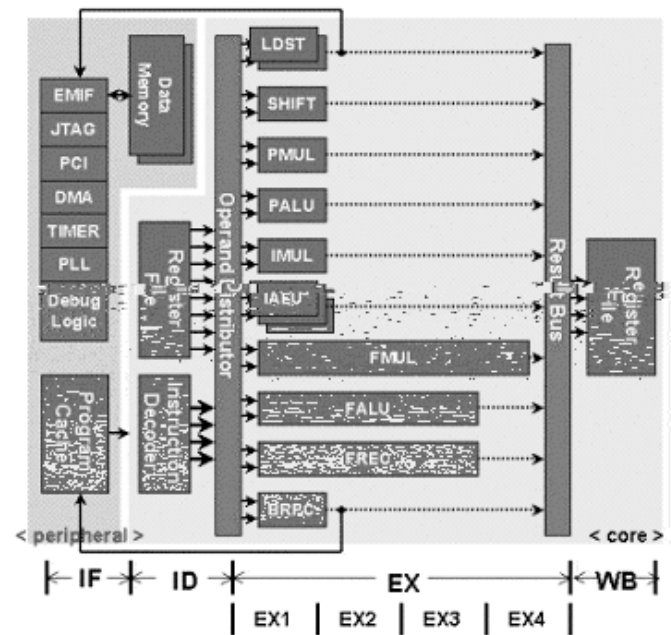 LDST
EMIF
Data
Memory
SHIFT
JTAG
PCI
PMUL
DMA
PALU
TIMER
Operand Distributor
Register
File
IMUL
Result Bus
Register
File
PLL
Debug
Logic
FMUL
Program
Cache
Instruction
Decoder
FALU
FREC
< peripheral >
< core >
IF
ID
EX
WB
EX1
EX2
EX3
EX4